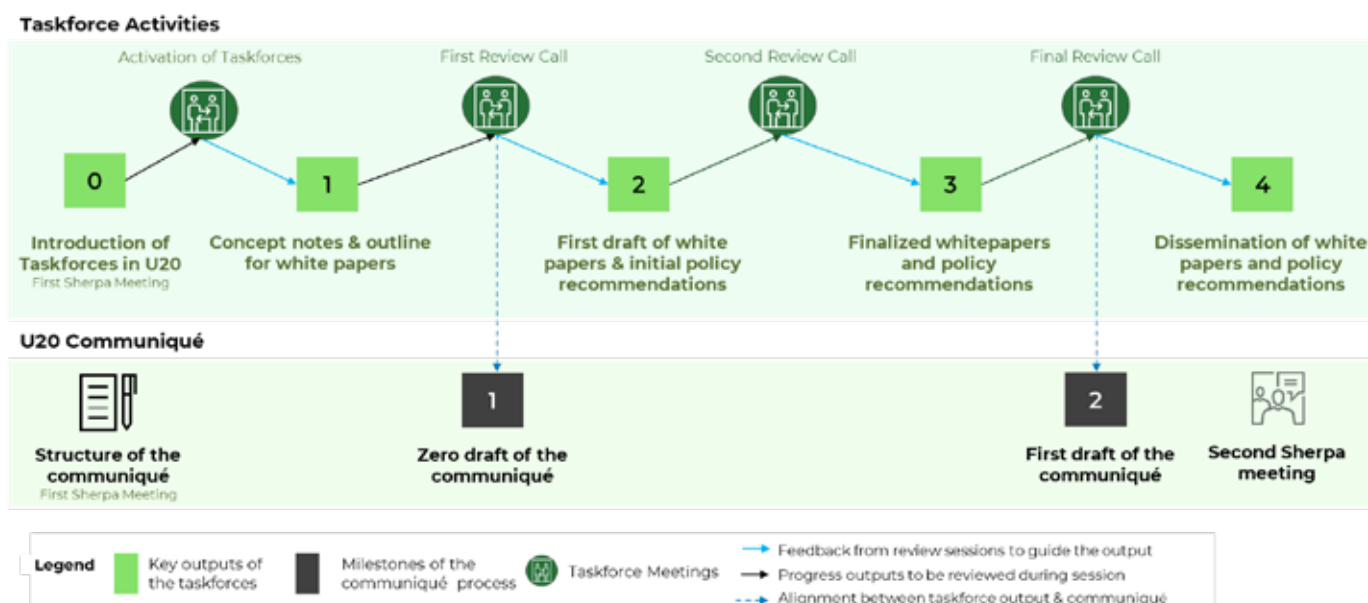 Taskforce Activities
Activation of Taskforces
First Review Call
Second Review Call
Final Review Call
0
1
2
3
4
Introduction of
Taskforces in U20
First Sherpa Meeting
Concept notes & outline
for white papers
First draft of white
papers & initial policy
recommendations
Finalized whitepapers
and policy
recommendations
Dissemination of white
papers and policy
recommendations
U20 Communiqué
1
2
Structure of the
communiqué
First Sherpa Meeting
Zero draft of the
communiqué
First draft of the
communiqué
Second Sherpa
meeting
Legend
Key outputs of
the taskforces
Milestones of the
communiqué process
Taskforce Meetings
Feedback from review sessions to guide the output
Progress outputs to be reviewed during session
Alignment between taskforce output & communiqué